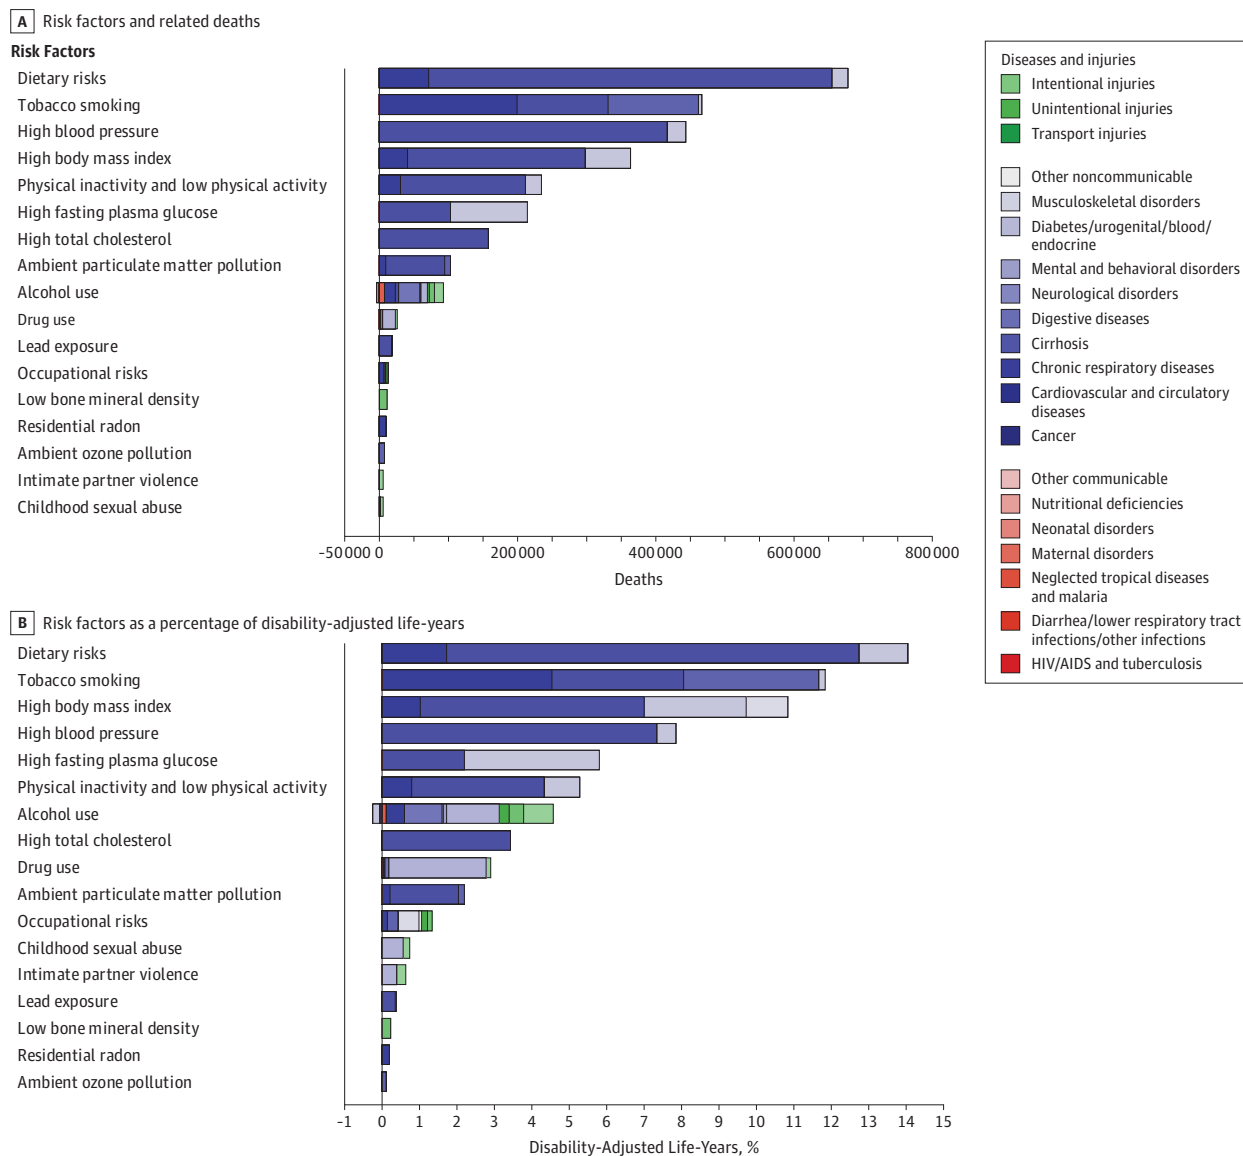 A Risk factors and related deaths
Risk Factors
Dietary risks
Tobacco smoking
High blood pressure
High body mass index
Physical inactivity and low physical activity
High fasting plasma glucose
High total cholesterol
Ambient particulate matter pollution
Alcohol use
Drug use
Lead exposure
Occupational risks
Low bone mineral density
Residential radon
Ambient ozone pollution
Intimate partner violence
Childhood sexual abuse
-500000 0 200000 400000 600000 800000
Deaths
Diseases and injuries
Intentional injuries
Unintentional injuries
Transport injuries
Other noncommunicable
Musculoskeletal disorders
Diabetes/urogenital/blood/
endocrine
Mental and behavioral disorders
Neurological disorders
Digestive diseases
Cirrhosis
Chronic respiratory diseases
Cardiovascular and circulatory
diseases
Cancer
Other communicable
Nutritional deficiencies
Neonatal disorders
Maternal disorders
Neglected tropical diseases
and malaria
Diarrhea/lower respiratory tract
infections/other infections
HIV/AIDS and tuberculosis
B Risk factors as a percentage of disability-adjusted life-years
Dietary risks
Tobacco smoking
High body mass index
High blood pressure
High fasting plasma glucose
Physical inactivity and low physical activity
Alcohol use
High total cholesterol
Drug use
Ambient particulate matter pollution
Occupational risks
Childhood sexual abuse
Intimate partner violence
Lead exposure
Low bone mineral density
Residential radon
Ambient ozone pollution
-1 0 1 2 3 4 5 6 7 8 9 10 11 12 13 14 15
Disability-Adjusted Life-Years, %